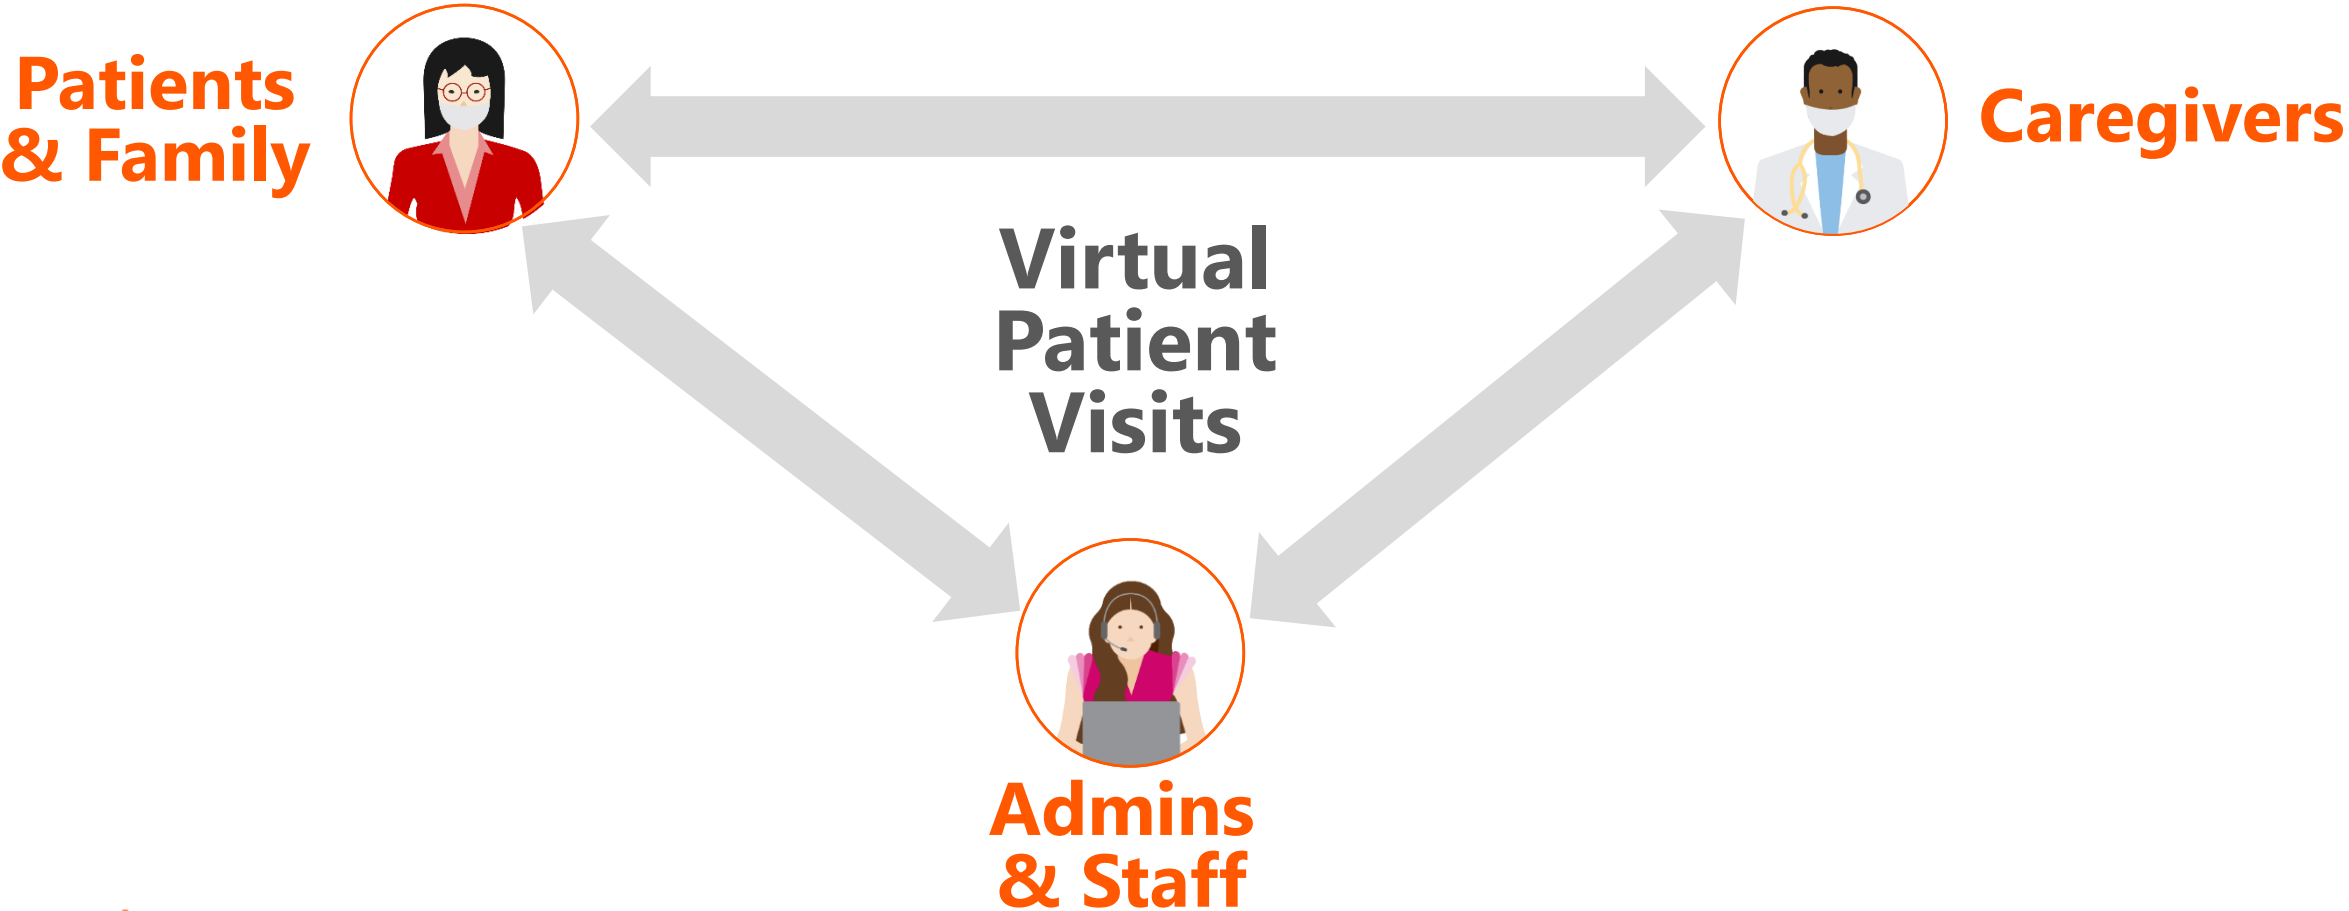 Patients
& Family
Caregivers
Virtual
Patient
Visits
Admins
& Staff